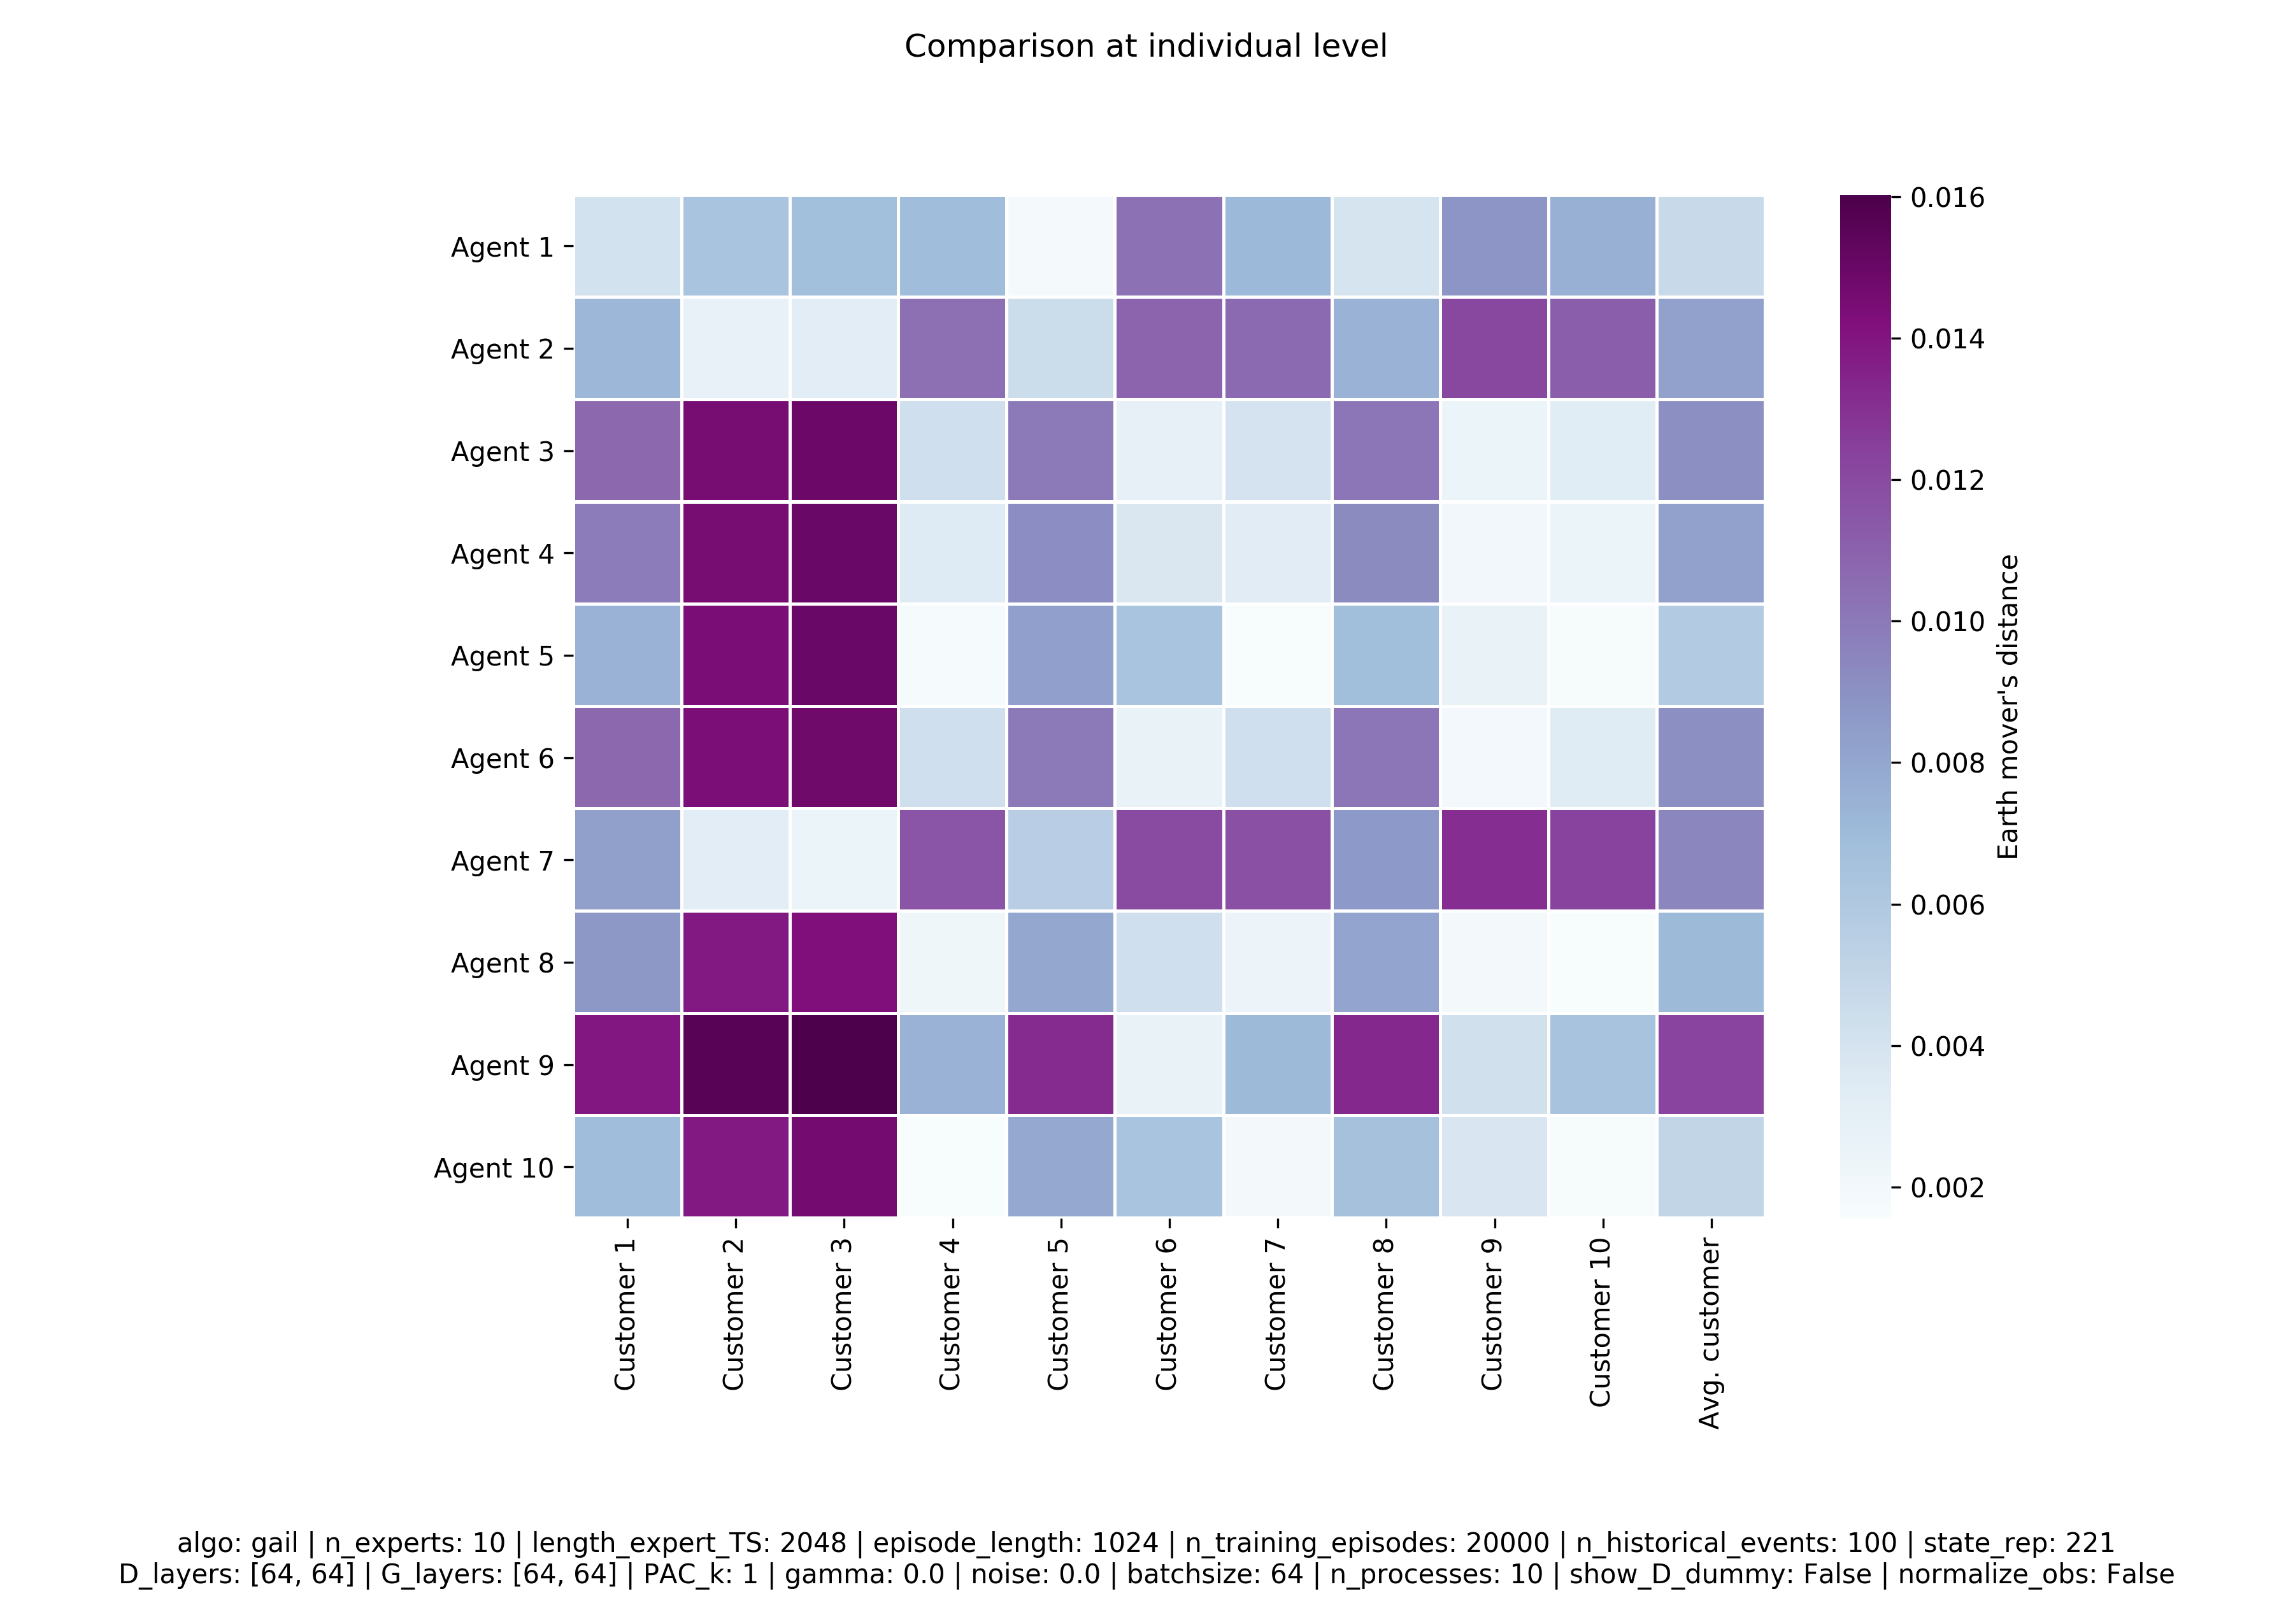 Comparison at individual level
Agent 1
Agent 2
Agent 3
Agent 4
Agent 5
Agent 6
Agent 7
Agent 8
Agent 9
Agent 10
Customer 1
Customer 2
Customer 3
Customer 4
Customer 5
Customer 6
Customer 7
Customer 8
Customer 9
Customer 10
Avg. customer
0.016
0.014
0.012
0.010
0.008
0.006
0.004
0.002
Earth mover's distance
algo: gail | n_experts: 10 | length_expert_TS: 2048 | episode_length: 1024 | n_training_episodes: 20000 | n_historical_events: 100 | state_rep: 221
D_layers: [64, 64] | G_layers: [64, 64] | PAC_k: 1 | gamma: 0.0 | noise: 0.0 | batchsize: 64 | n_processes: 10 | show_D_dummy: False | normalize_obs: False